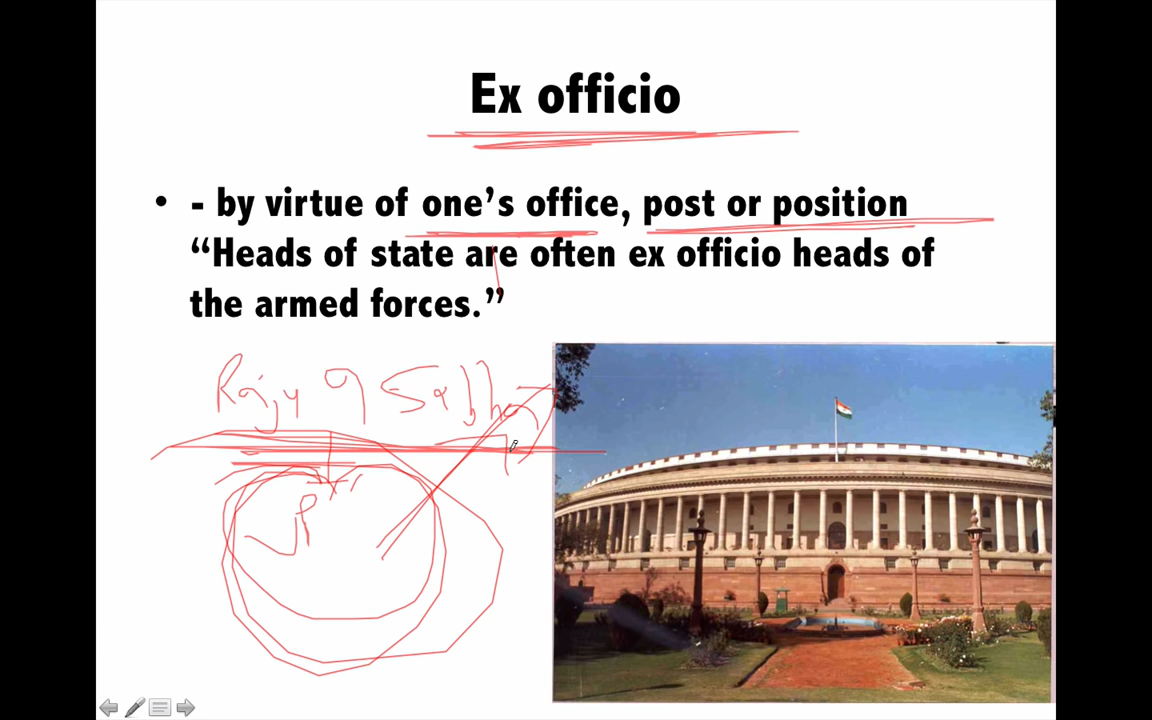 Ex officio
• - by virtue of one’s office, post or position
“Heads of state are often ex officio heads of
the armed forces.”
Rajya Sabha
VP